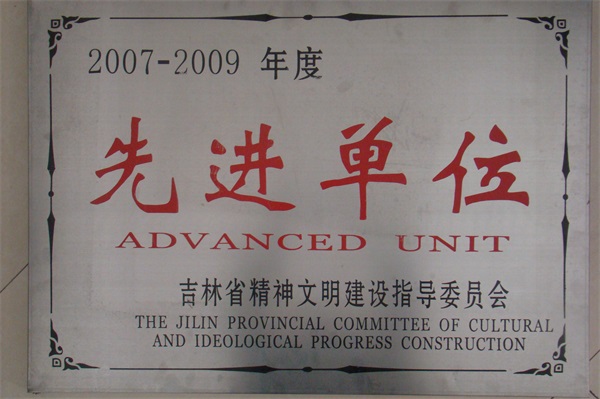 2007-2009 年度
先进单位
ADVANCED UNIT
吉林省精神文明建设指导委员会
THE JILIN PROVINCIAL COMMITTEE OF CULTURAL
AND IDEOLOGICAL PROGRESS CONSTRUCTION